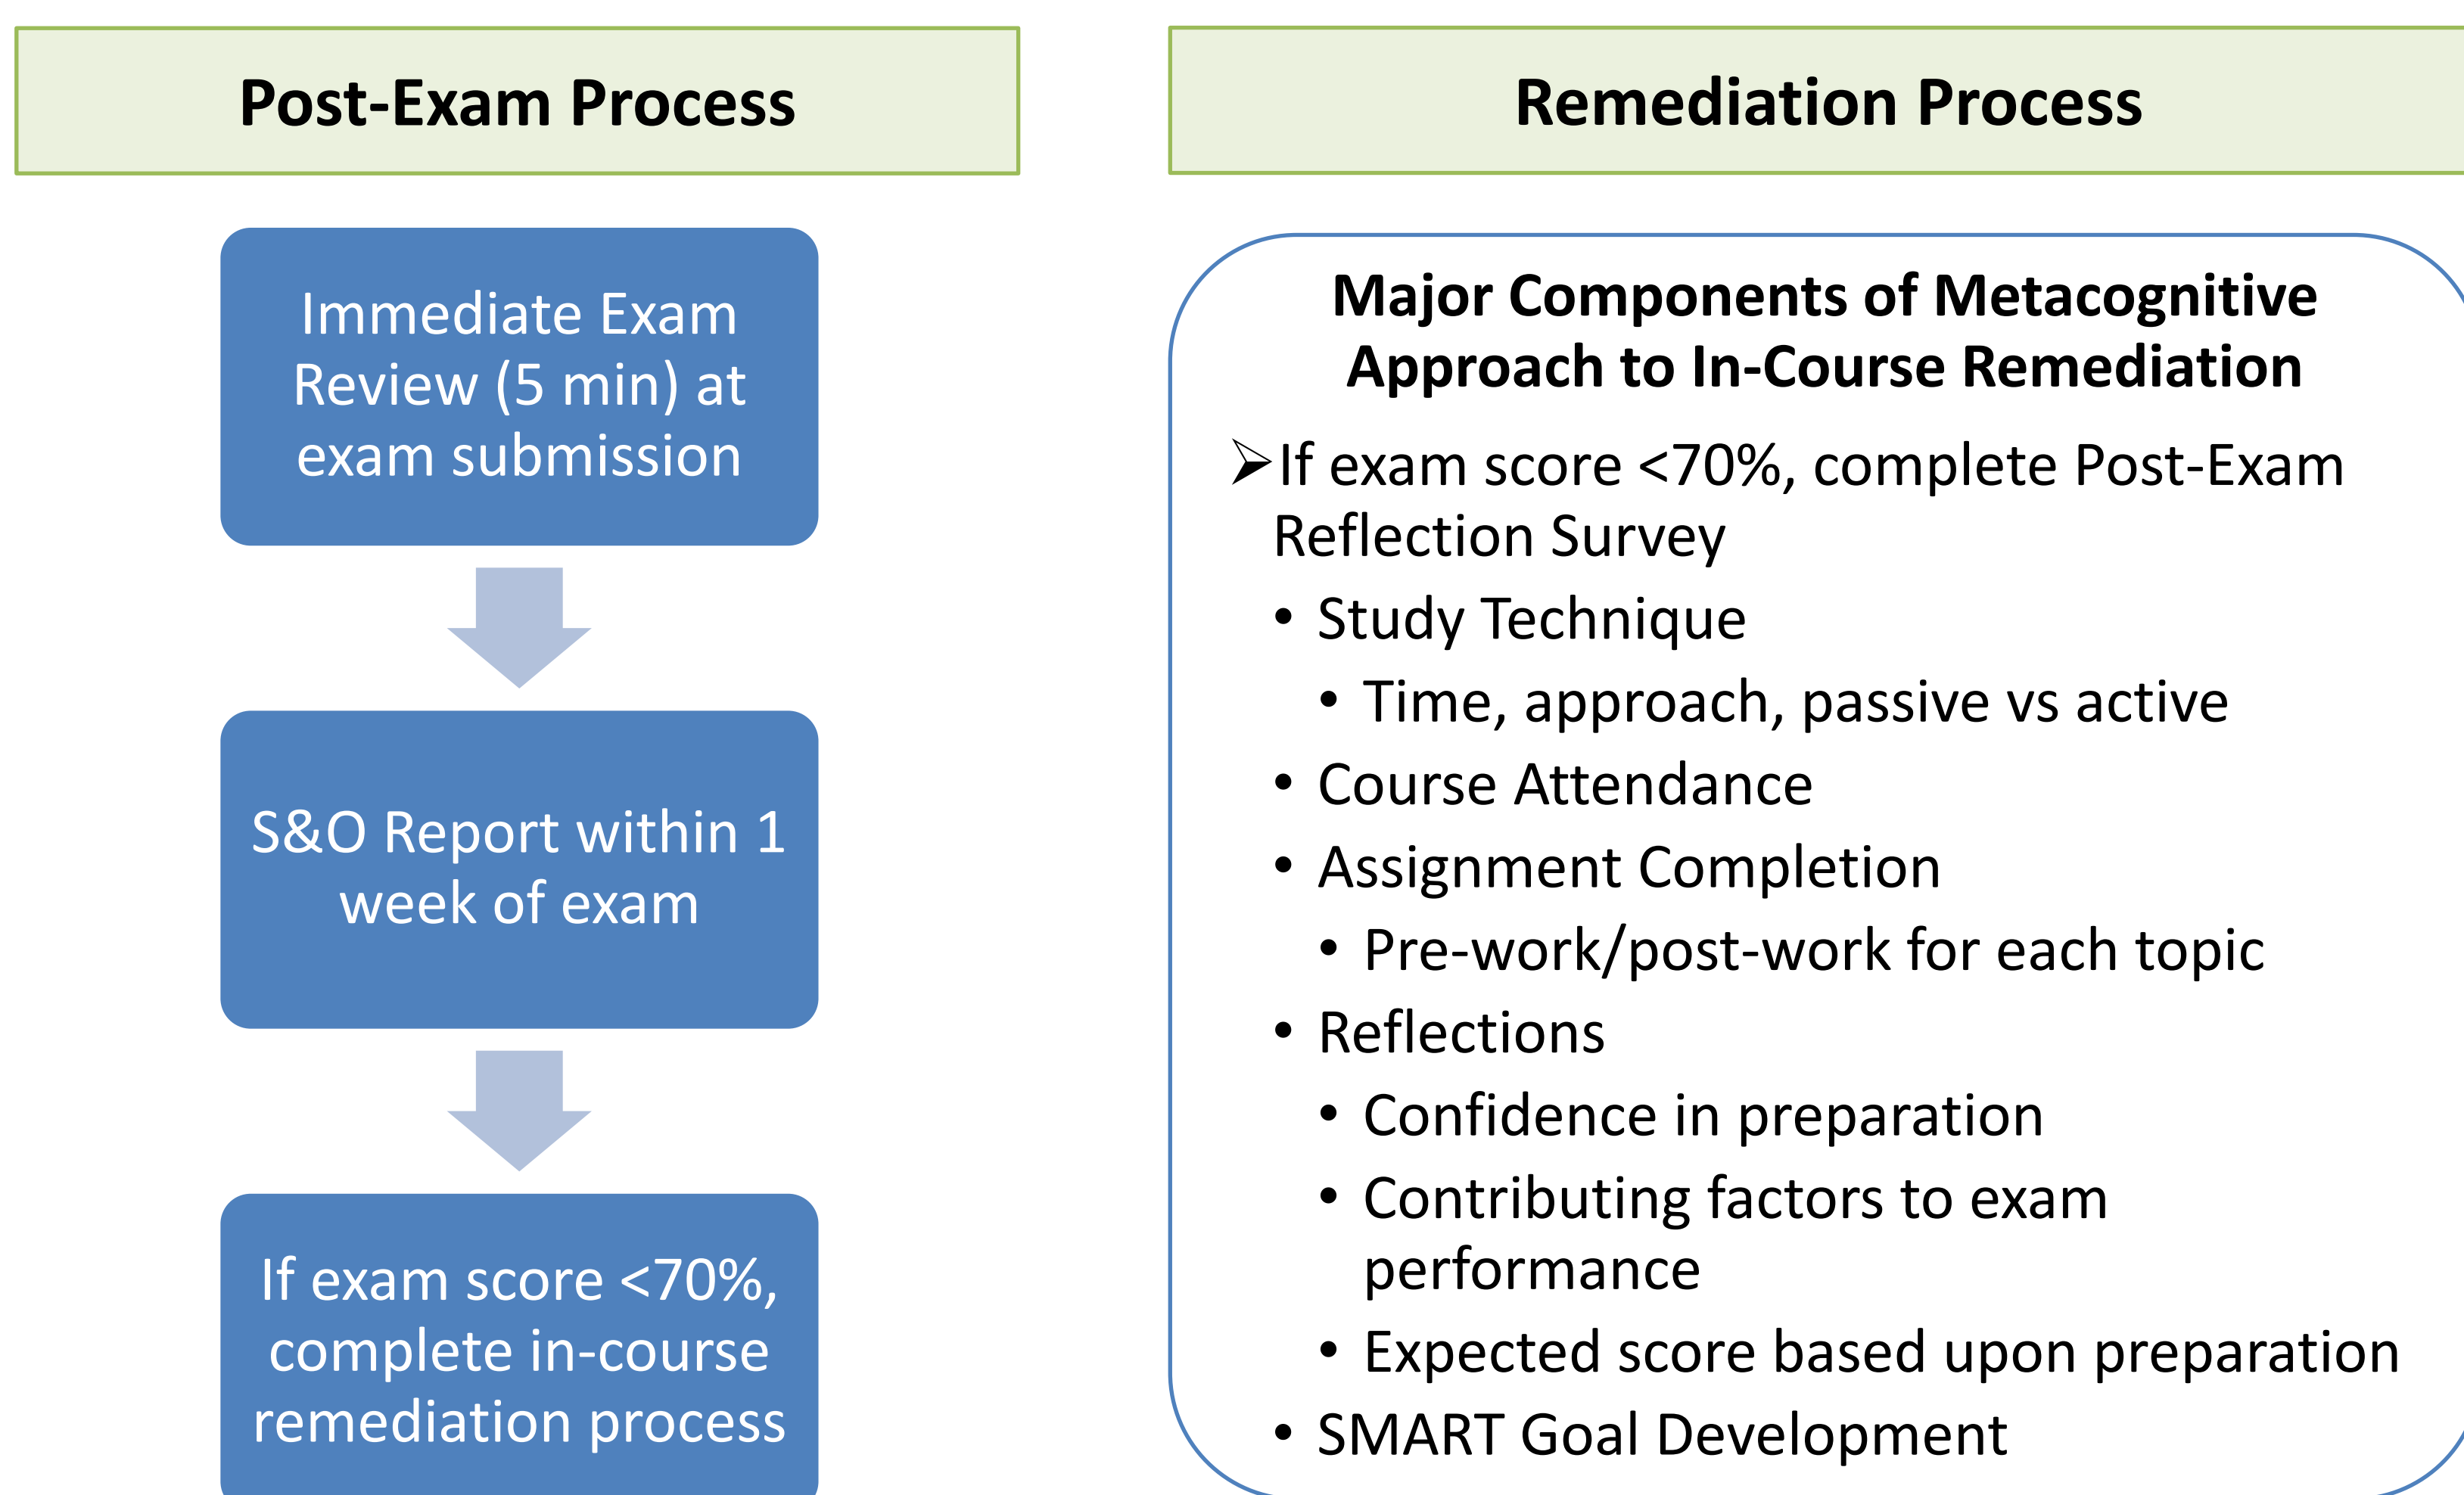 Post-Exam Process
Immediate Exam
Review (5 min) at
exam submission
S&O Report within 1
week of exam
If exam score <70%,
complete in-course
remediation process
Remediation Process
Major Components of Metacognitive
Approach to In-Course Remediation
➢If exam score <70%, complete Post-Exam
Reflection Survey
• Study Technique
• Time, approach, passive vs active
• Course Attendance
• Assignment Completion
• Pre-work/post-work for each topic
• Reflections
• Confidence in preparation
• Contributing factors to exam
performance
• Expected score based upon preparation
• SMART Goal Development